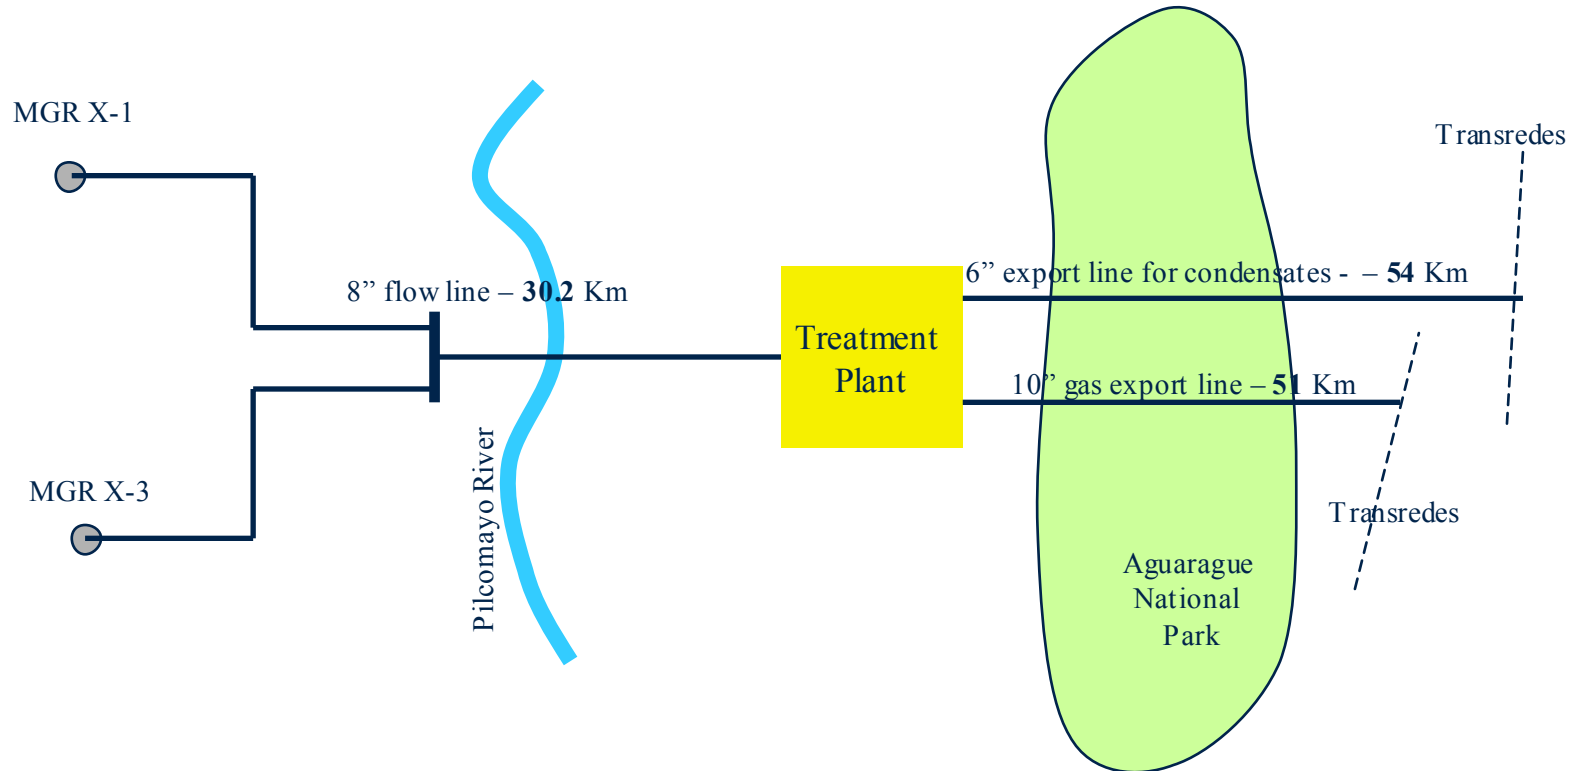 MGR X-1
Transredes
6” export line for condensates - – 54 Km
8” flow line – 30.2 Km
Treatment
Plant
10” gas export line – 51 Km
Pilcomayo River
MGR X-3
Transredes
Aguarague
National
Park